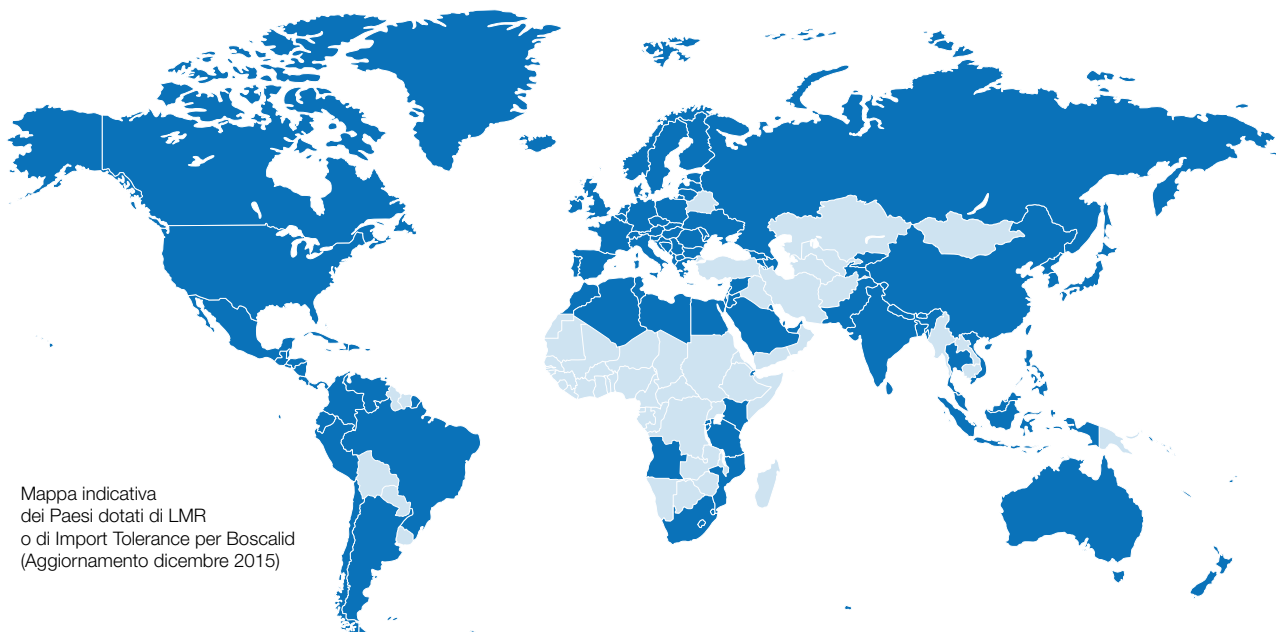 Mappa indicativa
dei Paesi dotati di LMR
o di Import Tolerance per Boscalid
(Aggiornamento dicembre 2015)